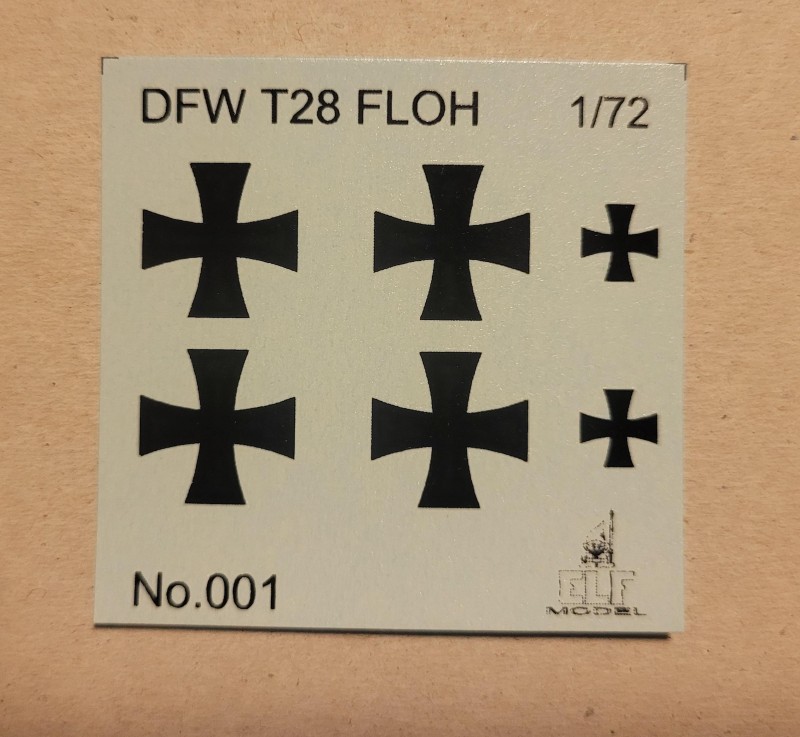 DFW T28 FLOH 1/72
No.001
ELF
MODEL